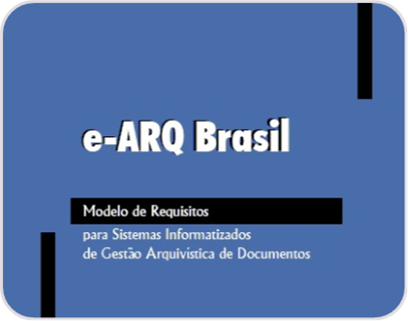 e-ARQ Brasil
Modelo de Requisitos
para Sistemas Informatizados
de Gestão Arquivística de Documentos